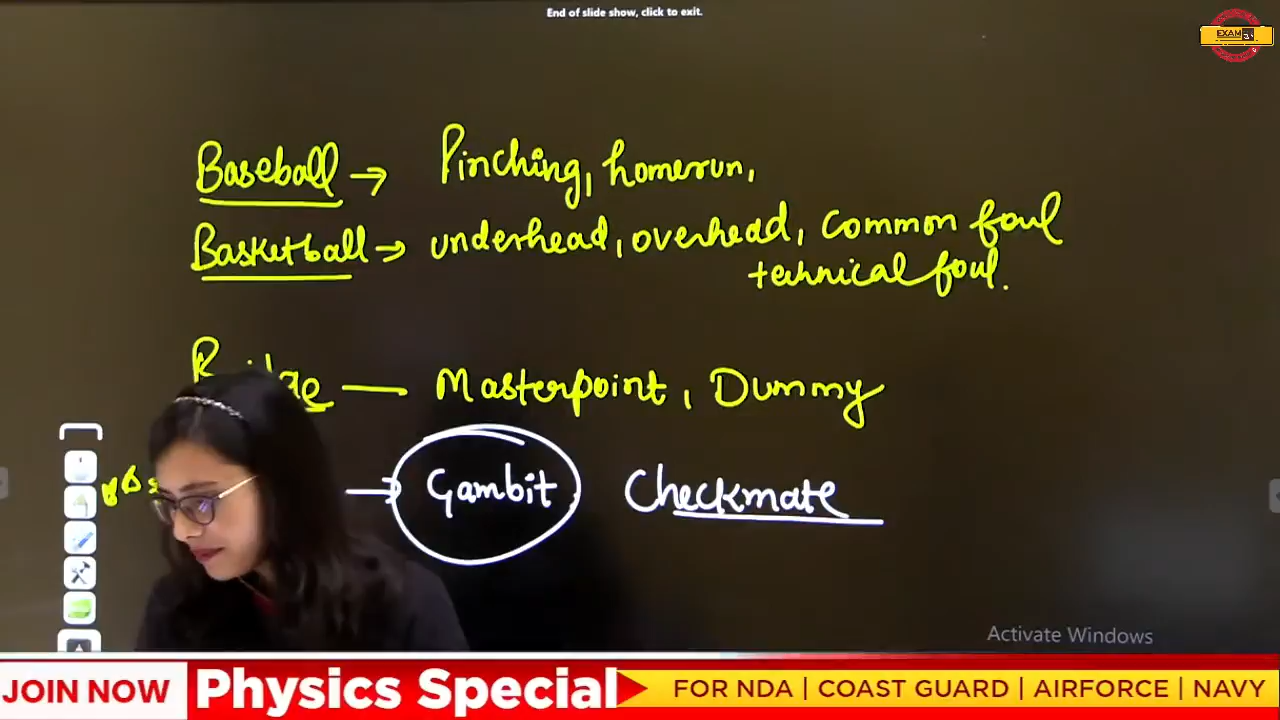 End of slide show, click to exit.
EXAM
Baseball → Pinching, homerun,
Basketball → underhead, overhead, common foul
technical foul.
— Masterpoint, Dummy
→ Gambit Checkmate
Activate Windows
JOIN NOW Physics Special FOR NDA | COAST GUARD | AIRFORCE | NAVY